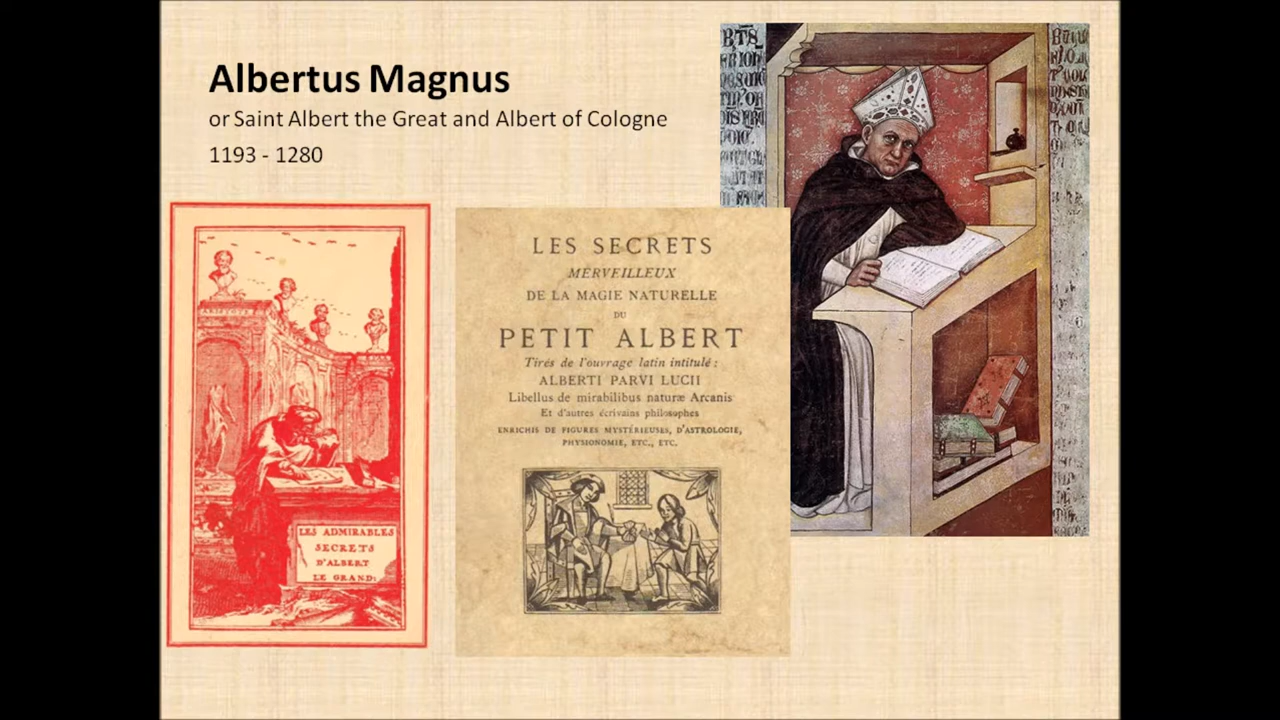 Albertus Magnus
or Saint Albert the Great and Albert of Cologne
1193 - 1280
LES ADMIRABLES
SECRETS
D'ALBERT
LE GRAND:
LES SECRETS
MERVEILLEUX
DE LA MAGIE NATURELLE
DU
PETIT ALBERT
Tirés de l'ouvrage latin intitulé :
ALBERTI PARVI LUCII
Libellus de mirabilibus naturæ Arcanis
Et d'autres écrivains philosophes
ENRICHIS DE FIGURES MYSTÉRIEUSES, D'ASTROLOGIE,
PHYSIONOMIE, ETC., ETC.